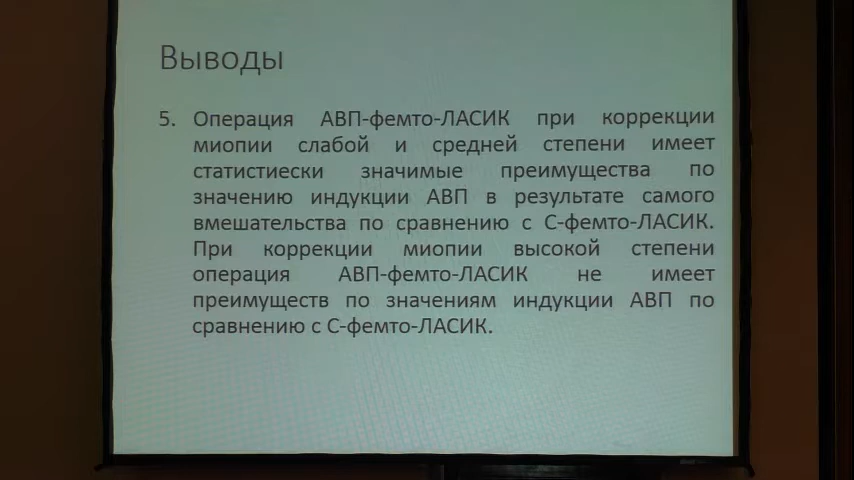 Выводы
5. Операция АВП-фемто-ЛАСИК при коррекции
миопии слабой и средней степени имеет
статистиески значимые преимущества по
значению индукции АВП в результате самого
вмешательства по сравнению с С-фемто-ЛАСИК.
При коррекции миопии высокой степени
операция АВП-фемто-ЛАСИК не имеет
преимуществ по значениям индукции АВП по
сравнению с С-фемто-ЛАСИК.